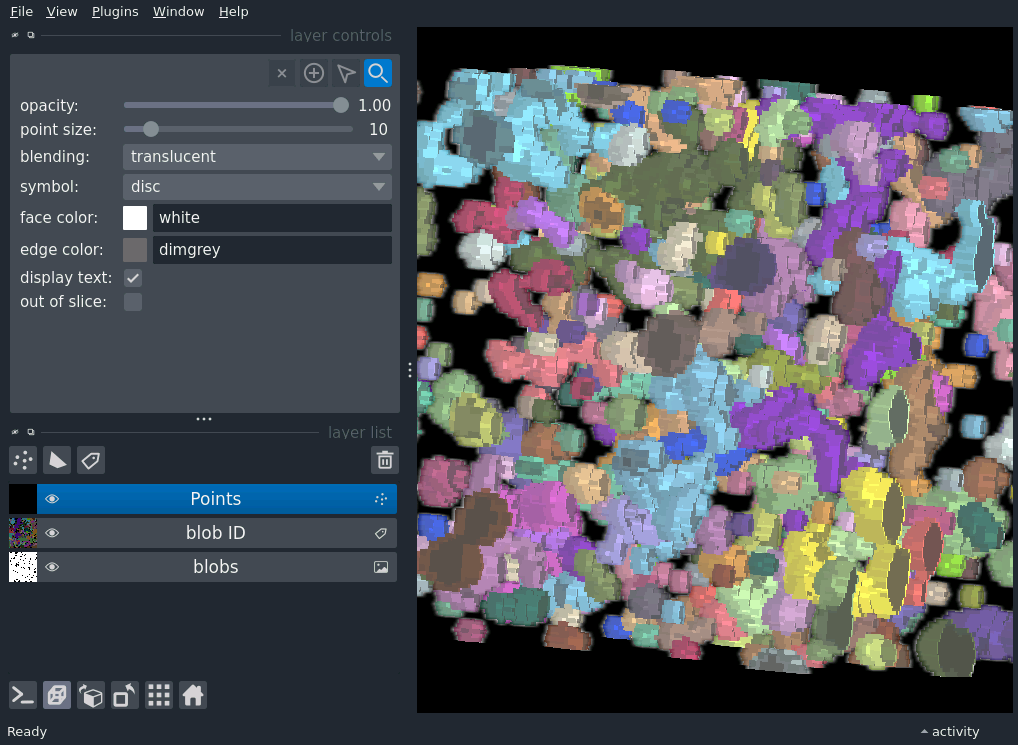 File View Plugins Window Help
layer controls
opacity: 1.00
point size: 10
blending: translucent
symbol: disc
face color: white
edge color: dimgrey
display text:
out of slice:
layer list
Points
blob ID
blobs
Ready
activity